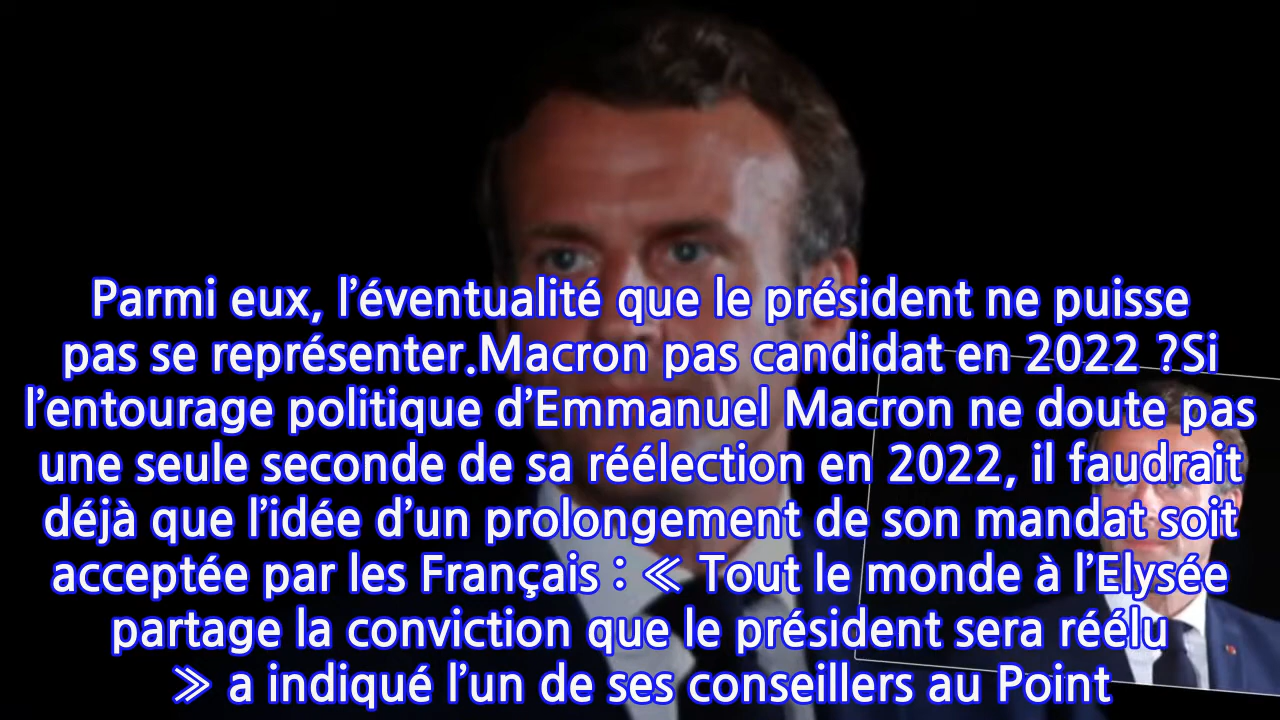 Parmi eux, l’éventualité que le président ne puisse
pas se représenter.Macron pas candidat en 2022 ?Si
l’entourage politique d’Emmanuel Macron ne doute pas
une seule seconde de sa réélection en 2022, il faudrait
déjà que l’idée d’un prolongement de son mandat soit
acceptée par les Français : « Tout le monde à l’Elysée
partage la conviction que le président sera réélu
» a indiqué l’un de ses conseillers au Point